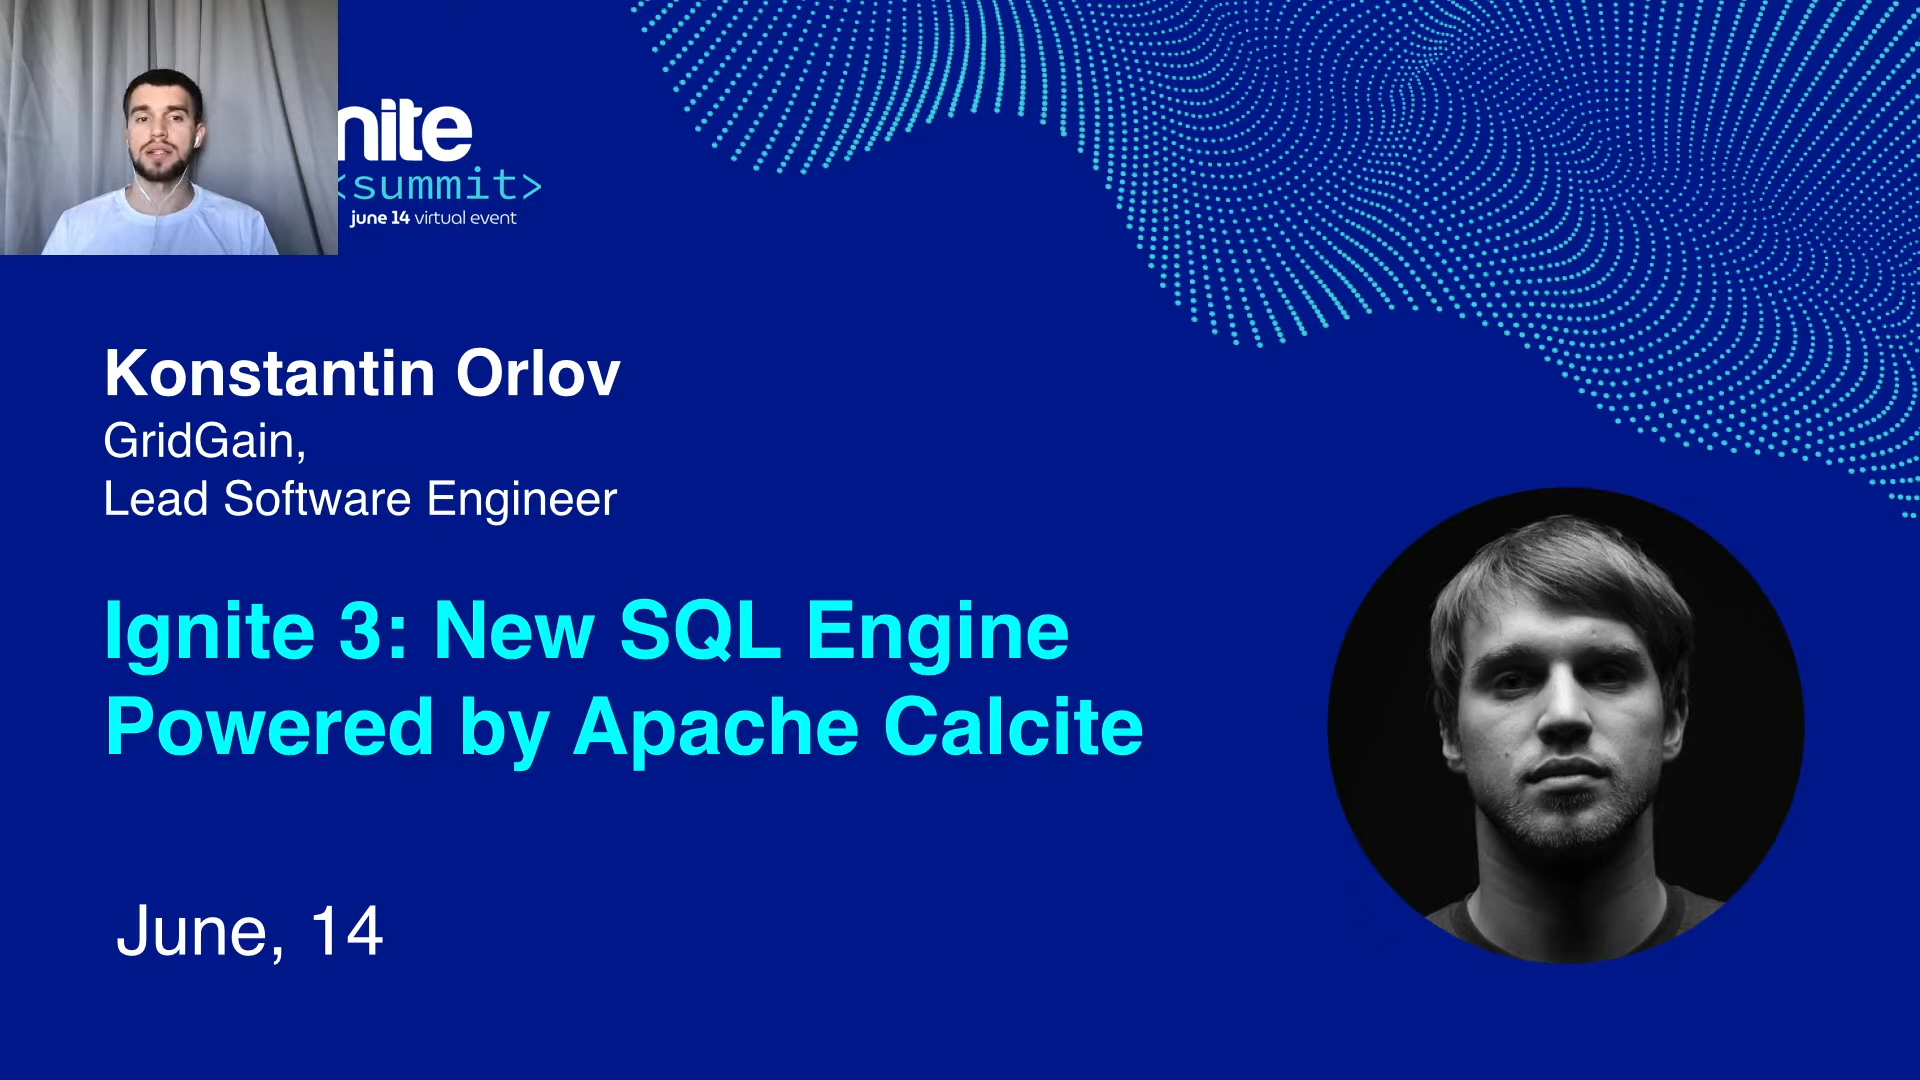 nite
<summit>
june 14 virtual event
Konstantin Orlov
GridGain,
Lead Software Engineer
Ignite 3: New SQL Engine
Powered by Apache Calcite
June, 14